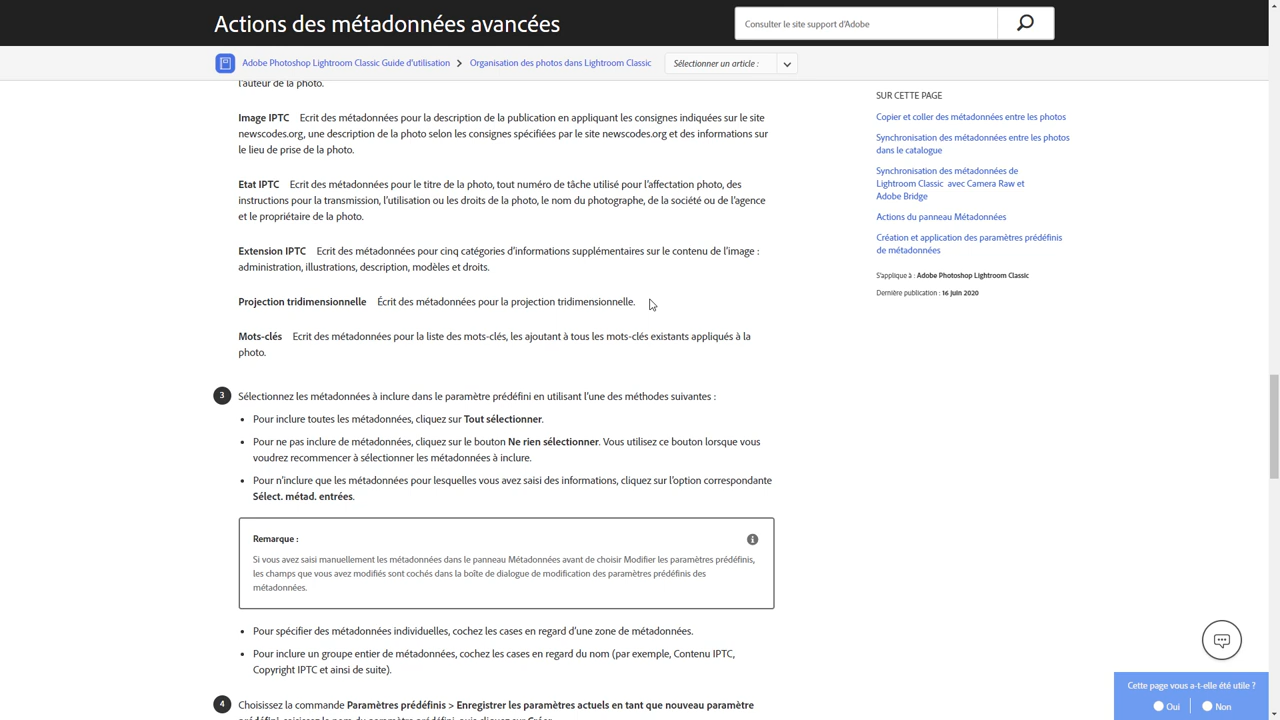 Actions des métadonnées avancées
Consulter le site support d'Adobe
Adobe Photoshop Lightroom Classic Guide d'utilisation
Organisation des photos dans Lightroom Classic
Sélectionner un article :
l'auteur de la photo.
Image IPTC Ecrit des métadonnées pour la description de la publication en appliquant les consignes indiquées sur le site
newscodes.org, une description de la photo selon les consignes spécifiées par le site newscodes.org et des informations sur
le lieu de prise de la photo.
Etat IPTC Ecrit des métadonnées pour le titre de la photo, tout numéro de tâche utilisé pour l'affectation photo, des
instructions pour la transmission, l'utilisation ou les droits de la photo, le nom du photographe, de la société ou de l'agence
et le propriétaire de la photo.
Extension IPTC Ecrit des métadonnées pour cinq catégories d'informations supplémentaires sur le contenu de l'image :
administration, illustrations, description, modèles et droits.
Projection tridimensionnelle Écrit des métadonnées pour la projection tridimensionnelle.
Mots-clés Ecrit des métadonnées pour la liste des mots-clés, les ajoutant à tous les mots-clés existants appliqués à la
photo.
3 Sélectionnez les métadonnées à inclure dans le paramètre prédéfini en utilisant l'une des méthodes suivantes :
• Pour inclure toutes les métadonnées, cliquez sur Tout sélectionner.
• Pour ne pas inclure de métadonnées, cliquez sur le bouton Ne rien sélectionner. Vous utilisez ce bouton lorsque vous
voudrez recommencer à sélectionner les métadonnées à inclure.
• Pour n'inclure que les métadonnées pour lesquelles vous avez saisi des informations, cliquez sur l'option correspondante
Sélect. métad. entrées.
Remarque :
Si vous avez saisi manuellement les métadonnées dans le panneau Métadonnées avant de choisir Modifier les paramètres prédéfinis,
les champs que vous avez modifiés sont cochés dans la boîte de dialogue de modification des paramètres prédéfinis des
métadonnées.
• Pour spécifier des métadonnées individuelles, cochez les cases en regard d'une zone de métadonnées.
• Pour inclure un groupe entier de métadonnées, cochez les cases en regard du nom (par exemple, Contenu IPTC,
Copyright IPTC et ainsi de suite).
4 Choisissez la commande Paramètres prédéfinis > Enregistrer les paramètres actuels en tant que nouveau paramètre
prédéfini, saisissez le nom du paramètre prédéfini, puis cliquez sur Créer.
SUR CETTE PAGE
Copier et coller des métadonnées entre les photos
Synchronisation des métadonnées entre les photos
dans le catalogue
Synchronisation des métadonnées de
Lightroom Classic avec Camera Raw et
Adobe Bridge
Actions du panneau Métadonnées
Création et application des paramètres prédéfinis
de métadonnées
S'applique à : Adobe Photoshop Lightroom Classic
Dernière publication : 16 juin 2020
Cette page vous a-t-elle été utile ?
Oui
Non